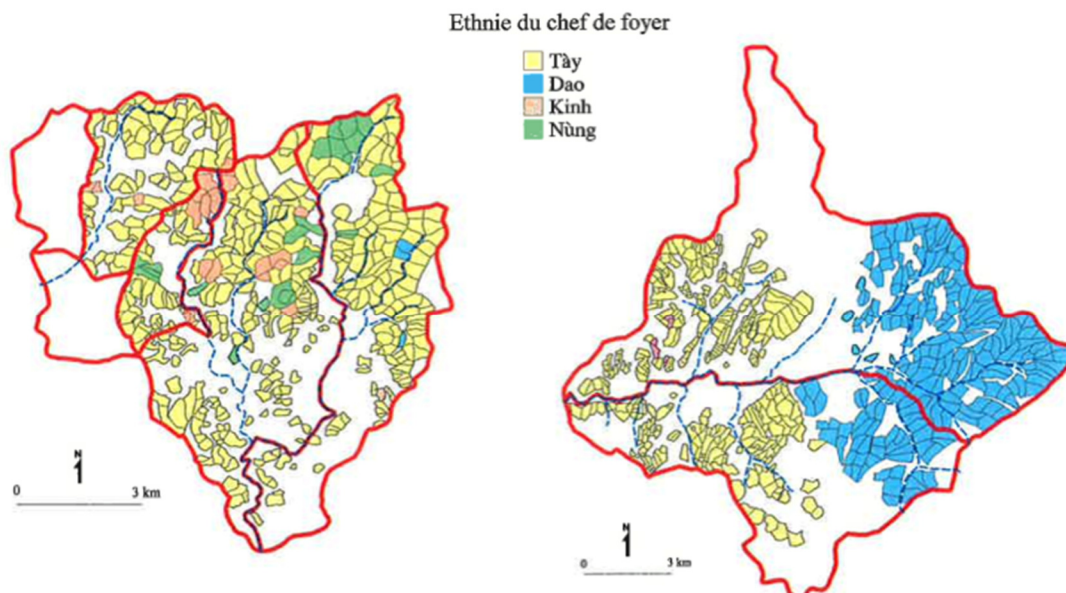 Ethnie du chef de foyer
Tày
Dao
Kinh
Nùng
N
0 3 km
N
0 3 km